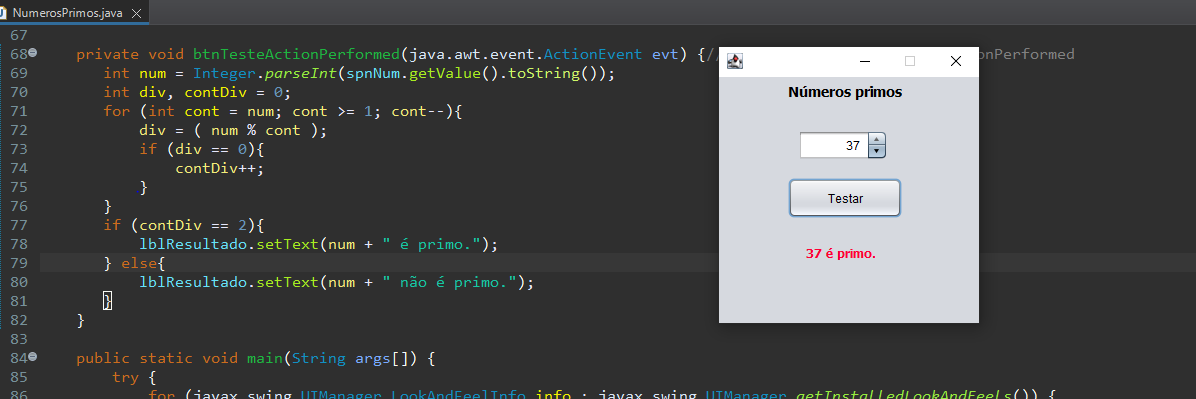 NumerosPrimos.java
67
68 private void btnTesteActionPerformed(java.awt.event.ActionEvent evt) {// onPerformed
69 int num = Integer.parseInt(spnNum.getValue().toString());
70 int div, contDiv = 0;
71 for (int cont = num; cont >= 1; cont--){
72 div = ( num % cont );
73 if (div == 0){
74 contDiv++;
75 }
76 }
77 if (contDiv == 2){
78 lblResultado.setText(num + " é primo.");
79 } else{
80 lblResultado.setText(num + " não é primo.");
81 }
82 }
83
84 public static void main(String args[]) {
85 try {
86 for (javax.swing.UIManager.LookAndFeelInfo info : javax.swing.UIManager.getInstalledLookAndFeels()) {
Números primos
37
Testar
37 é primo.